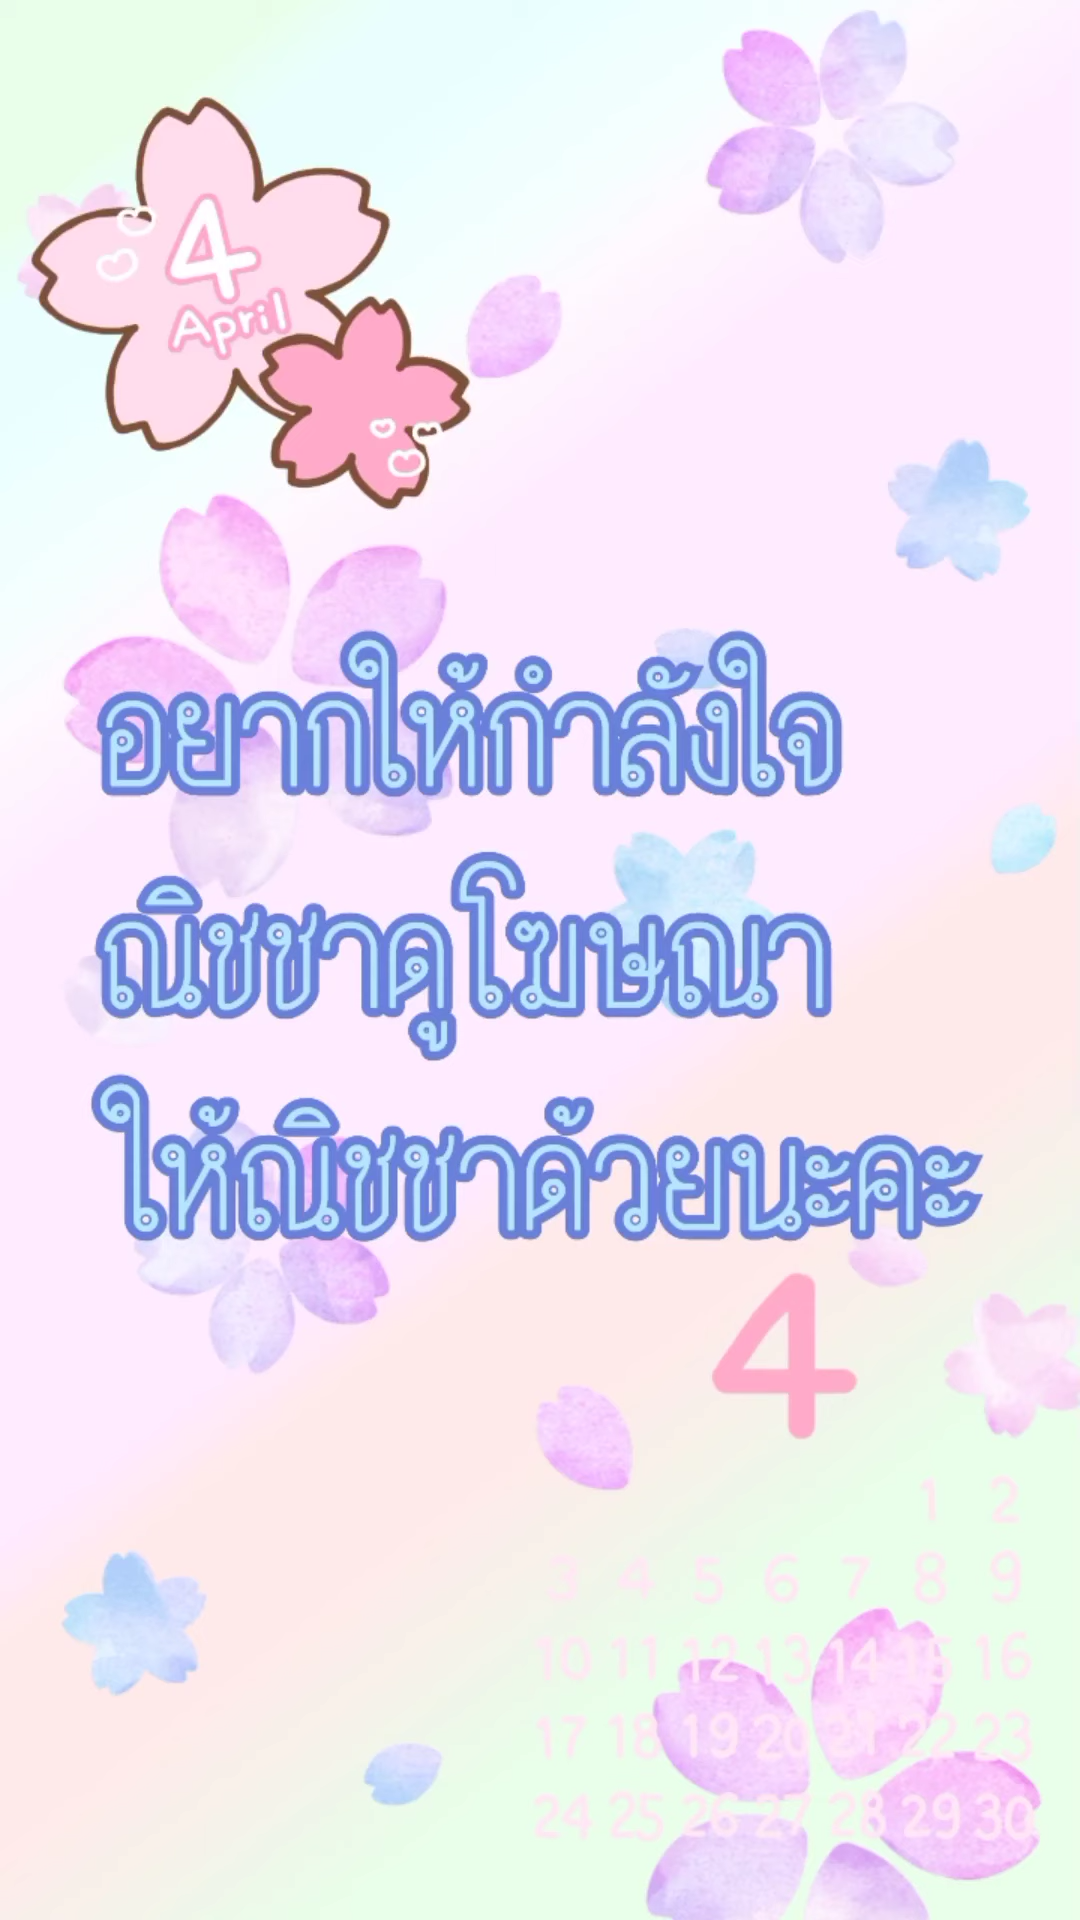 4
April
อยากให้กำลังใจ
ณิชชาดูโฆษณา
ให้ณิชชาด้วยนะคะ
4
1 2
3 4 5 6 7 8 9
10 11 12 13 14 15 16
17 18 19 20 21 22 23
24 25 26 27 28 29 30